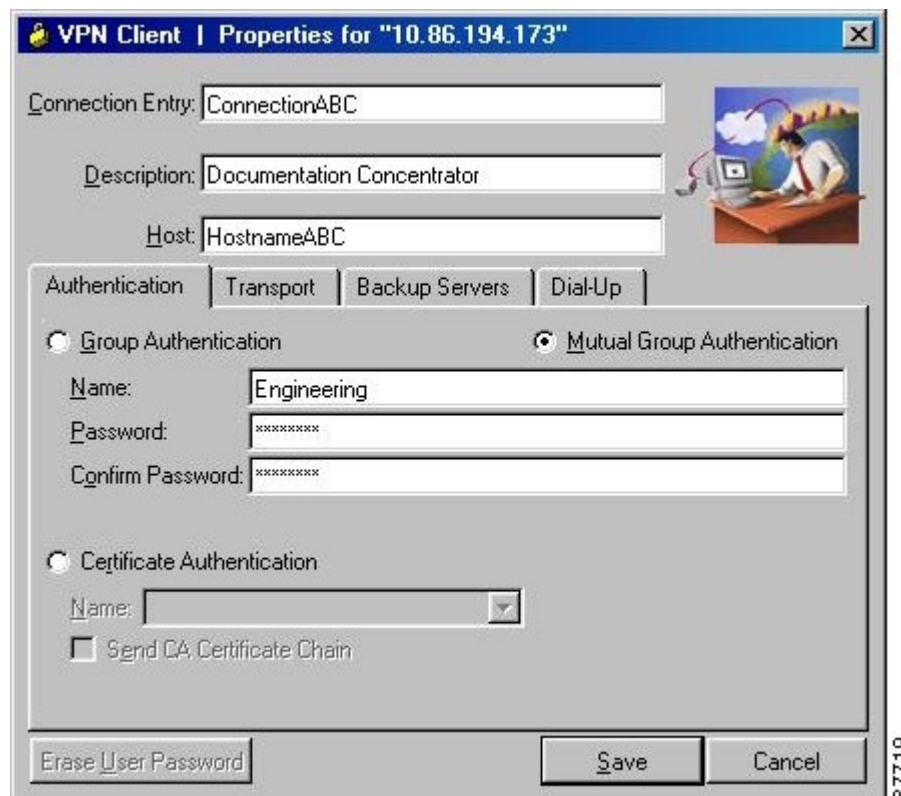 VPN Client | Properties for "10.86.194.173"
Connection Entry: ConnectionABC
Description: Documentation Concentrator
Host: HostnameABC
Authentication Transport Backup Servers Dial-Up
Group Authentication Mutual Group Authentication
Name: Engineering
Password: ********
Confirm Password: ********
Certificate Authentication
Name:
Send CA Certificate Chain
Erase User Password Save Cancel